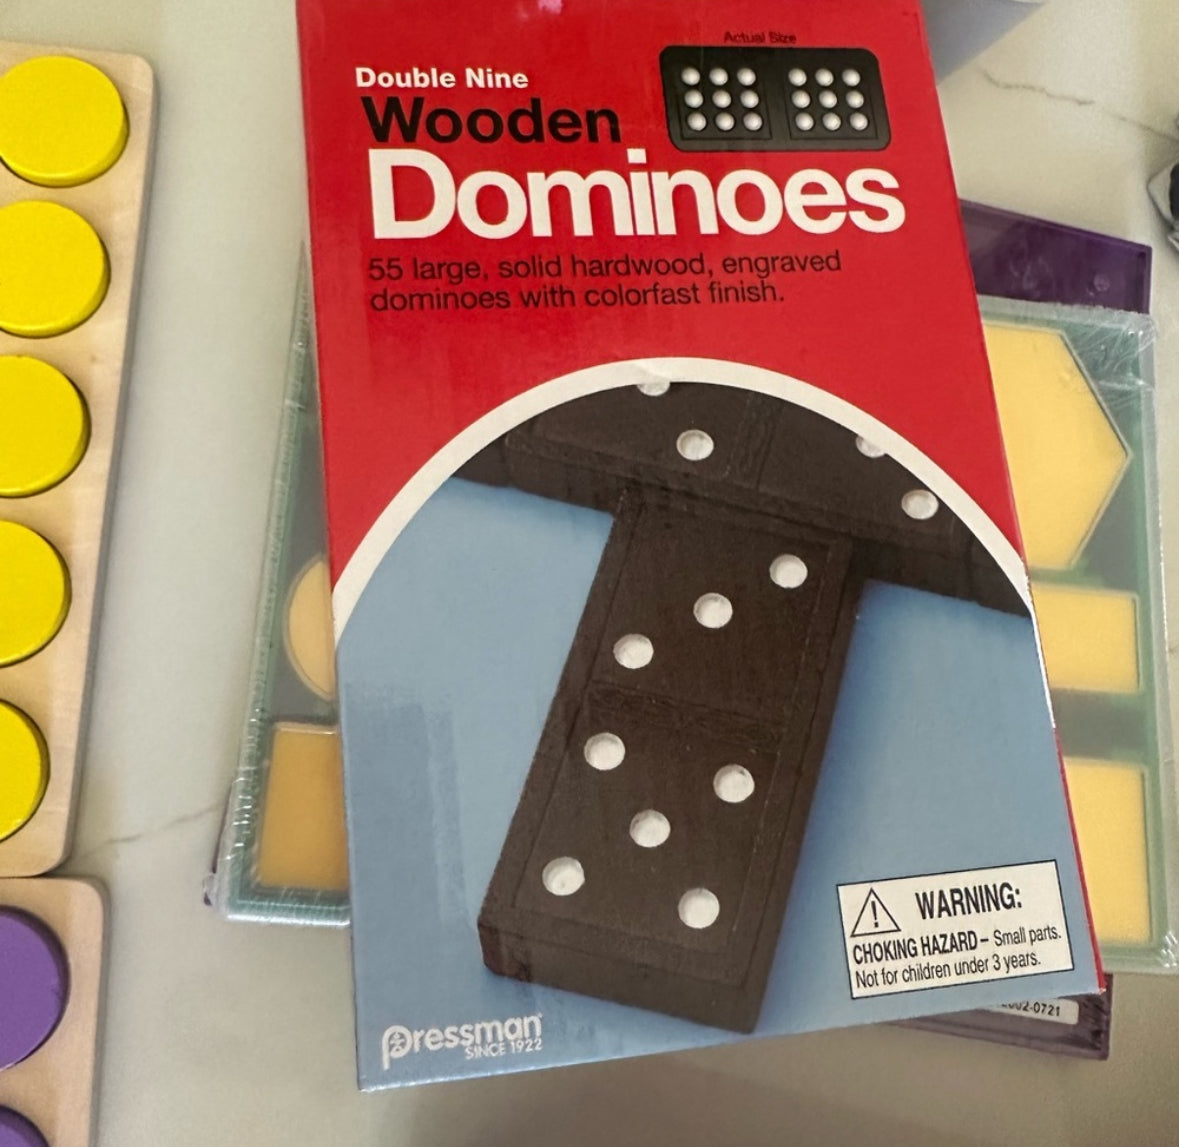 Actual Size
Double Nine
Wooden
Dominoes
55 large, solid hardwood, engraved
dominoes with colorfast finish.
WARNING:
CHOKING HAZARD – Small parts.
Not for children under 3 years.
pressman
SINCE 1922